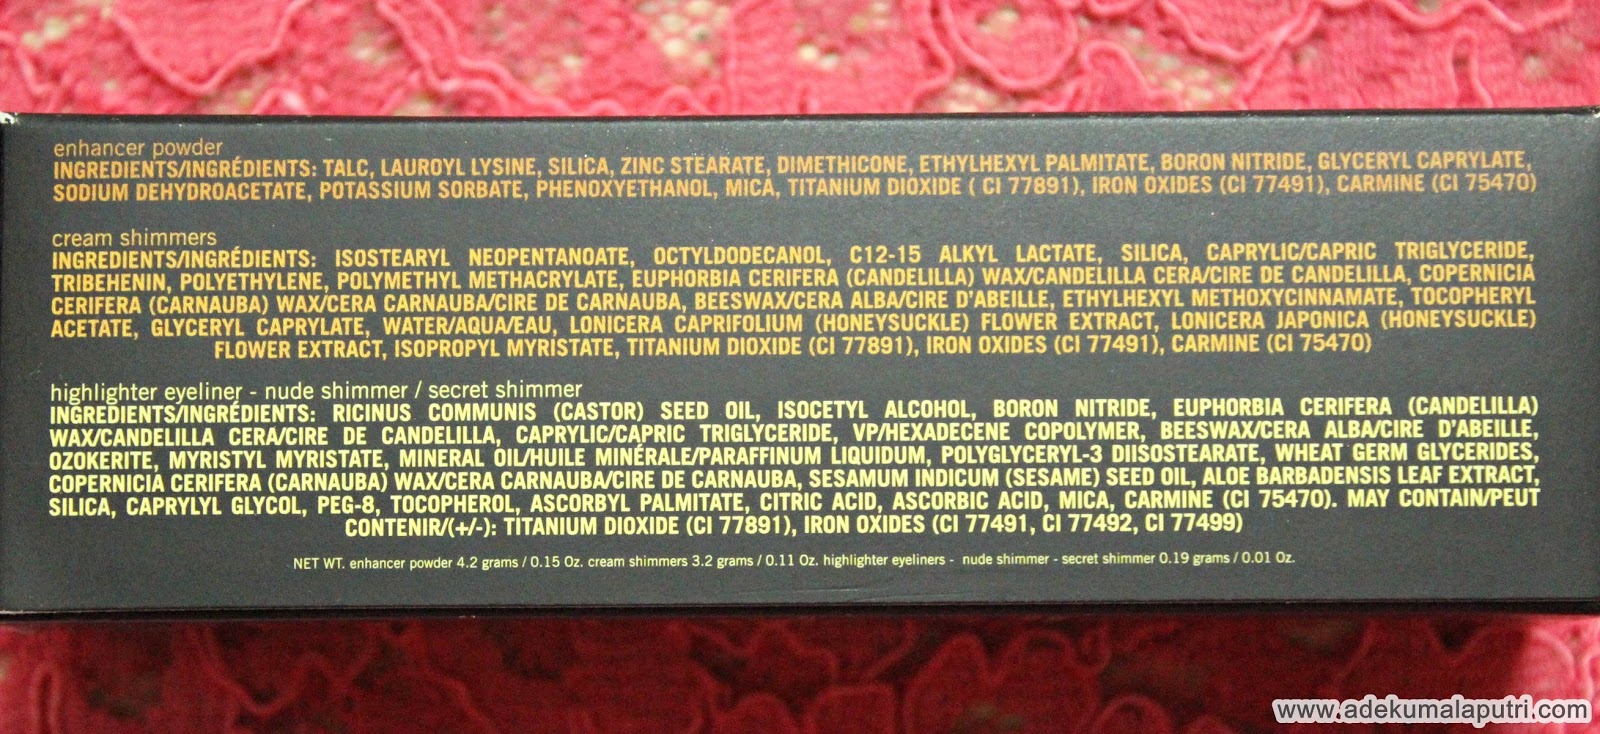 enhancer powder
INGREDIENTS/INGRÉDIENTS: TALC, LAUROYL LYSINE, SILICA, ZINC STEARATE, DIMETHICONE, ETHYLHEXYL PALMITATE, BORON NITRIDE, GLYCERYL CAPRYLATE,
SODIUM DEHYDROACETATE, POTASSIUM SORBATE, PHENOXYETHANOL, MICA, TITANIUM DIOXIDE ( CI 77891), IRON OXIDES (CI 77491), CARMINE (CI 75470)
cream shimmers
INGREDIENTS/INGRÉDIENTS: ISOSTEARYL NEOPENTANOATE, OCTYLDODECANOL, C12-15 ALKYL LACTATE, SILICA, CAPRYLIC/CAPRIC TRIGLYCERIDE,
TRIBEHENIN, POLYETHYLENE, POLYMETHYL METHACRYLATE, EUPHORBIA CERIFERA (CANDELILLA) WAX/CANDELILLA CERA/CIRE DE CANDELILLA, COPERNICIA
CERIFERA (CARNAUBA) WAX/CERA CARNAUBA/CIRE DE CARNAUBA, BEESWAX/CERA ALBA/CIRE D'ABEILLE, ETHYLHEXYL METHOXYCINNAMATE, TOCOPHERYL
ACETATE, GLYCERYL CAPRYLATE, WATER/AQUA/EAU, LONICERA CAPRIFOLIUM (HONEYSUCKLE) FLOWER EXTRACT, LONICERA JAPONICA (HONEYSUCKLE)
FLOWER EXTRACT, ISOPROPYL MYRISTATE, TITANIUM DIOXIDE (CI 77891), IRON OXIDES (CI 77491), CARMINE (CI 75470)
highlighter eyeliner - nude shimmer / secret shimmer
INGREDIENTS/INGRÉDIENTS: RICINUS COMMUNIS (CASTOR) SEED OIL, ISOCETYL ALCOHOL, BORON NITRIDE, EUPHORBIA CERIFERA (CANDELILLA)
WAX/CANDELILLA CERA/CIRE DE CANDELILLA, CAPRYLIC/CAPRIC TRIGLYCERIDE, VP/HEXADECENE COPOLYMER, BEESWAX/CERA ALBA/CIRE D'ABEILLE,
OZOKERITE, MYRISTYL MYRISTATE, MINERAL OIL/HUILE MINÉRALE/PARAFFINUM LIQUIDUM, POLYGLYCERYL-3 DIISOSTEARATE, WHEAT GERM GLYCERIDES,
COPERNICIA CERIFERA (CARNAUBA) WAX/CERA CARNAUBA/CIRE DE CARNAUBA, SESAMUM INDICUM (SESAME) SEED OIL, ALOE BARBADENSIS LEAF EXTRACT,
SILICA, CAPRYLYL GLYCOL, PEG-8, TOCOPHEROL, ASCORBYL PALMITATE, CITRIC ACID, ASCORBIC ACID, MICA, CARMINE (CI 75470). MAY CONTAIN/PEUT
CONTENIR/(+/-): TITANIUM DIOXIDE (CI 77891), IRON OXIDES (CI 77491, CI 77492, CI 77499)
NET WT. enhancer powder 4.2 grams / 0.15 Oz. cream shimmers 3.2 grams / 0.11 Oz. highlighter eyeliners - nude shimmer - secret shimmer 0.19 grams / 0.01 Oz.
www.adekumalaputri.com